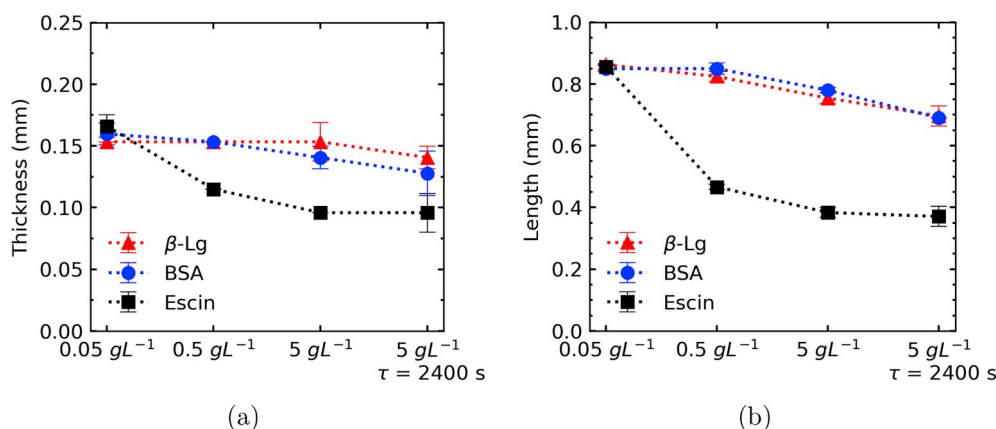 0.25
0.20
0.15
0.10
0.05
0.00
Thickness (mm)
β-Lg
BSA
Escin
0.05 gL⁻¹ 0.5 gL⁻¹ 5 gL⁻¹ 5 gL⁻¹
τ = 2400 s
(a)
1.0
0.8
0.6
0.4
0.2
0.0
Length (mm)
β-Lg
BSA
Escin
0.05 gL⁻¹ 0.5 gL⁻¹ 5 gL⁻¹ 5 gL⁻¹
τ = 2400 s
(b)